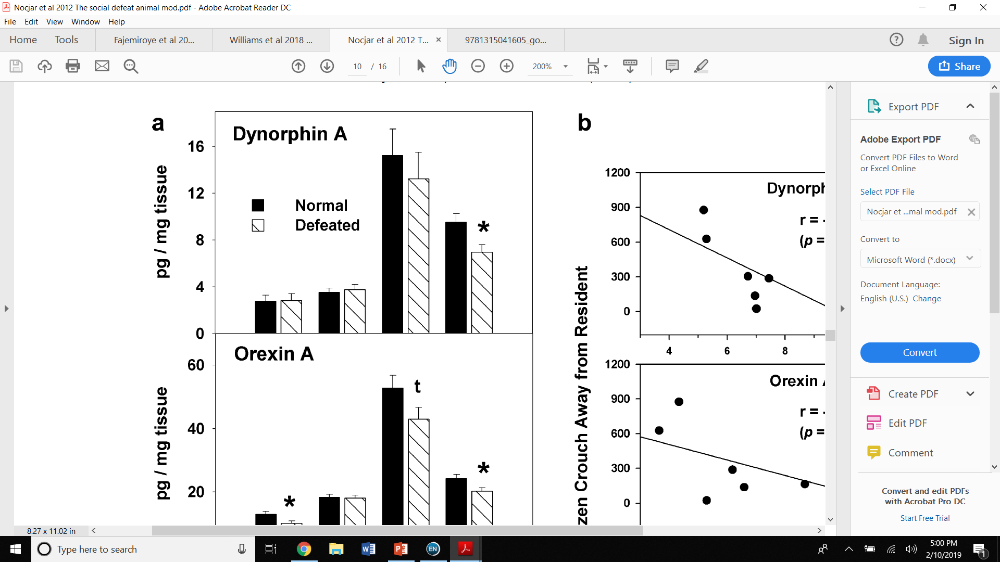 Nocjar et al 2012 The social defeat animal mod.pdf - Adobe Acrobat Reader DC
File Edit View Window Help
Home Tools Fajemiroye et al 20... Williams et al 2018 ... Nocjar et al 2012 T... × 9781315041605_go... Sign In
10 / 16 200% Share
a
Dynorphin A
16
12
8
4
0
pg / mg tissue
Normal
Defeated
*
Orexin A
60
40
20
pg / mg tissue
t
*
*
b
1200
900
600
300
0
Dynorph
r = -
(p =
4 6 8
zen Crouch Away from Resident
1200
900
600
300
0
Orexin A
r = -
(p =
Export PDF
Adobe Export PDF
Convert PDF Files to Word
or Excel Online
Select PDF File
Nocjar et ...mal mod.pdf
Convert to
Microsoft Word (*.docx)
Document Language:
English (U.S.) Change
Convert
Create PDF
Edit PDF
Comment
Convert and edit PDFs
with Acrobat Pro DC
Start Free Trial
8.27 x 11.02 in
Type here to search
EN
5:00 PM
2/10/2019
1